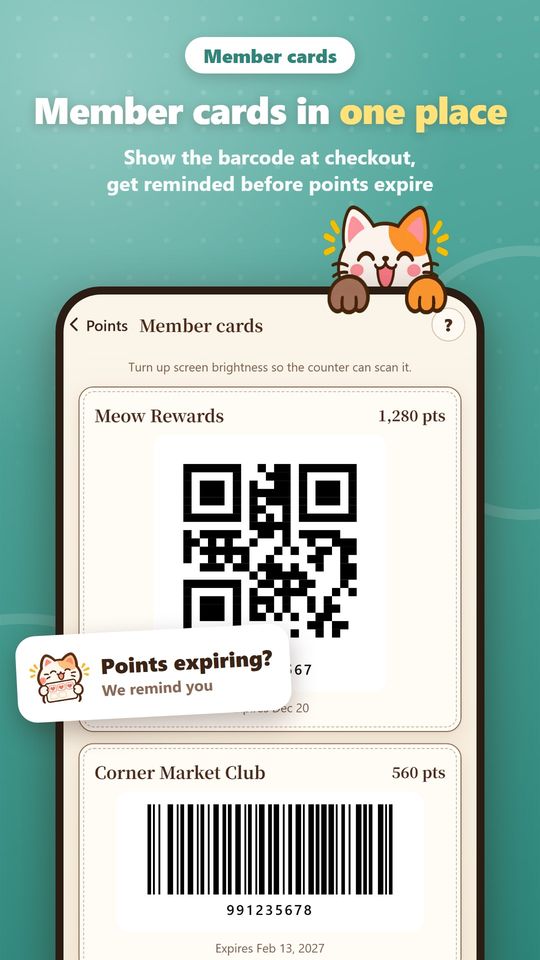 Member cards
Member cards in one place
Show the barcode at checkout,
get reminded before points expire
Points
Member cards
?
Turn up screen brightness so the counter can scan it.
Meow Rewards
1,280 pts
67
Points expiring?
We remind you
Dec 20
Corner Market Club
560 pts
991235678
Expires Feb 13, 2027